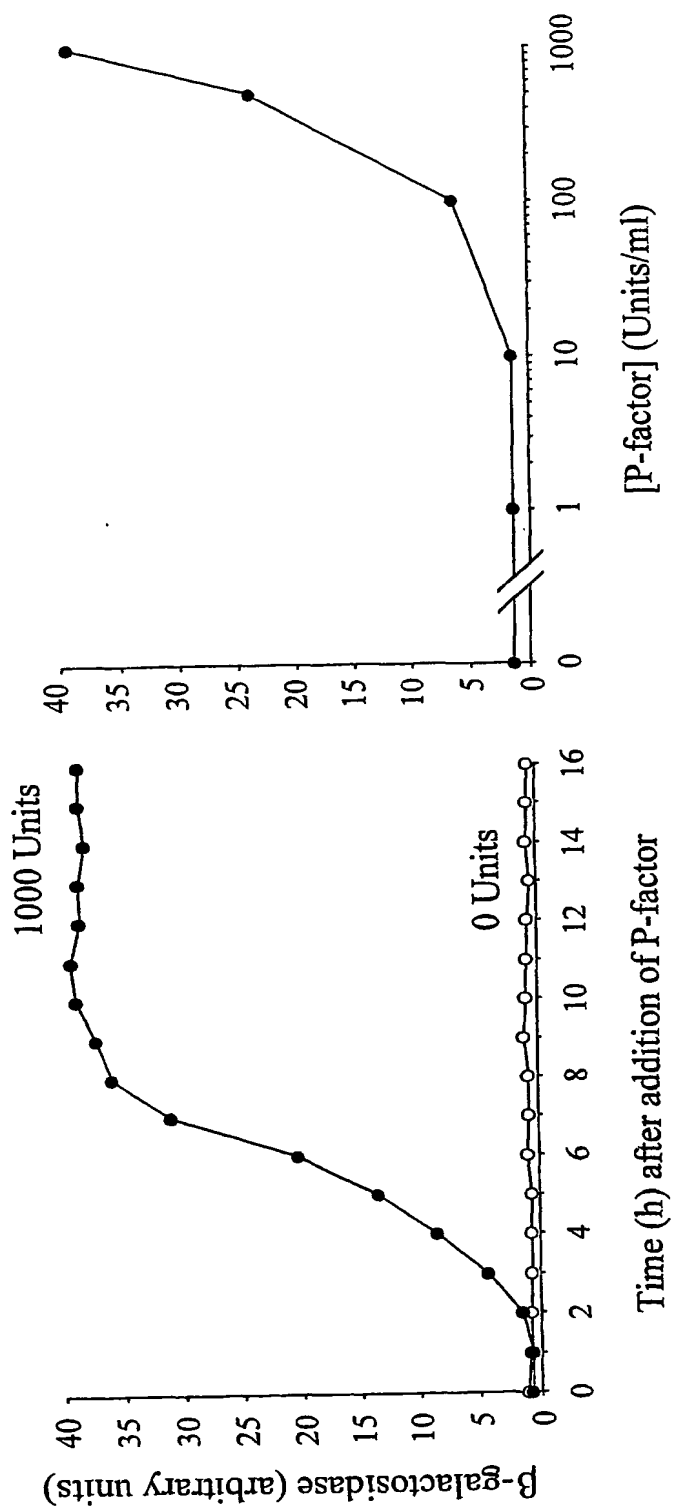 β-galactosidase (arbitrary units)
40
35
30
25
20
15
10
5
0
1000 Units
0 Units
0 2 4 6 8 10 12 14 16
Time (h) after addition of P-factor
40
35
30
25
20
15
10
5
0
0 1 10 100 1000
[P-factor] (Units/ml)